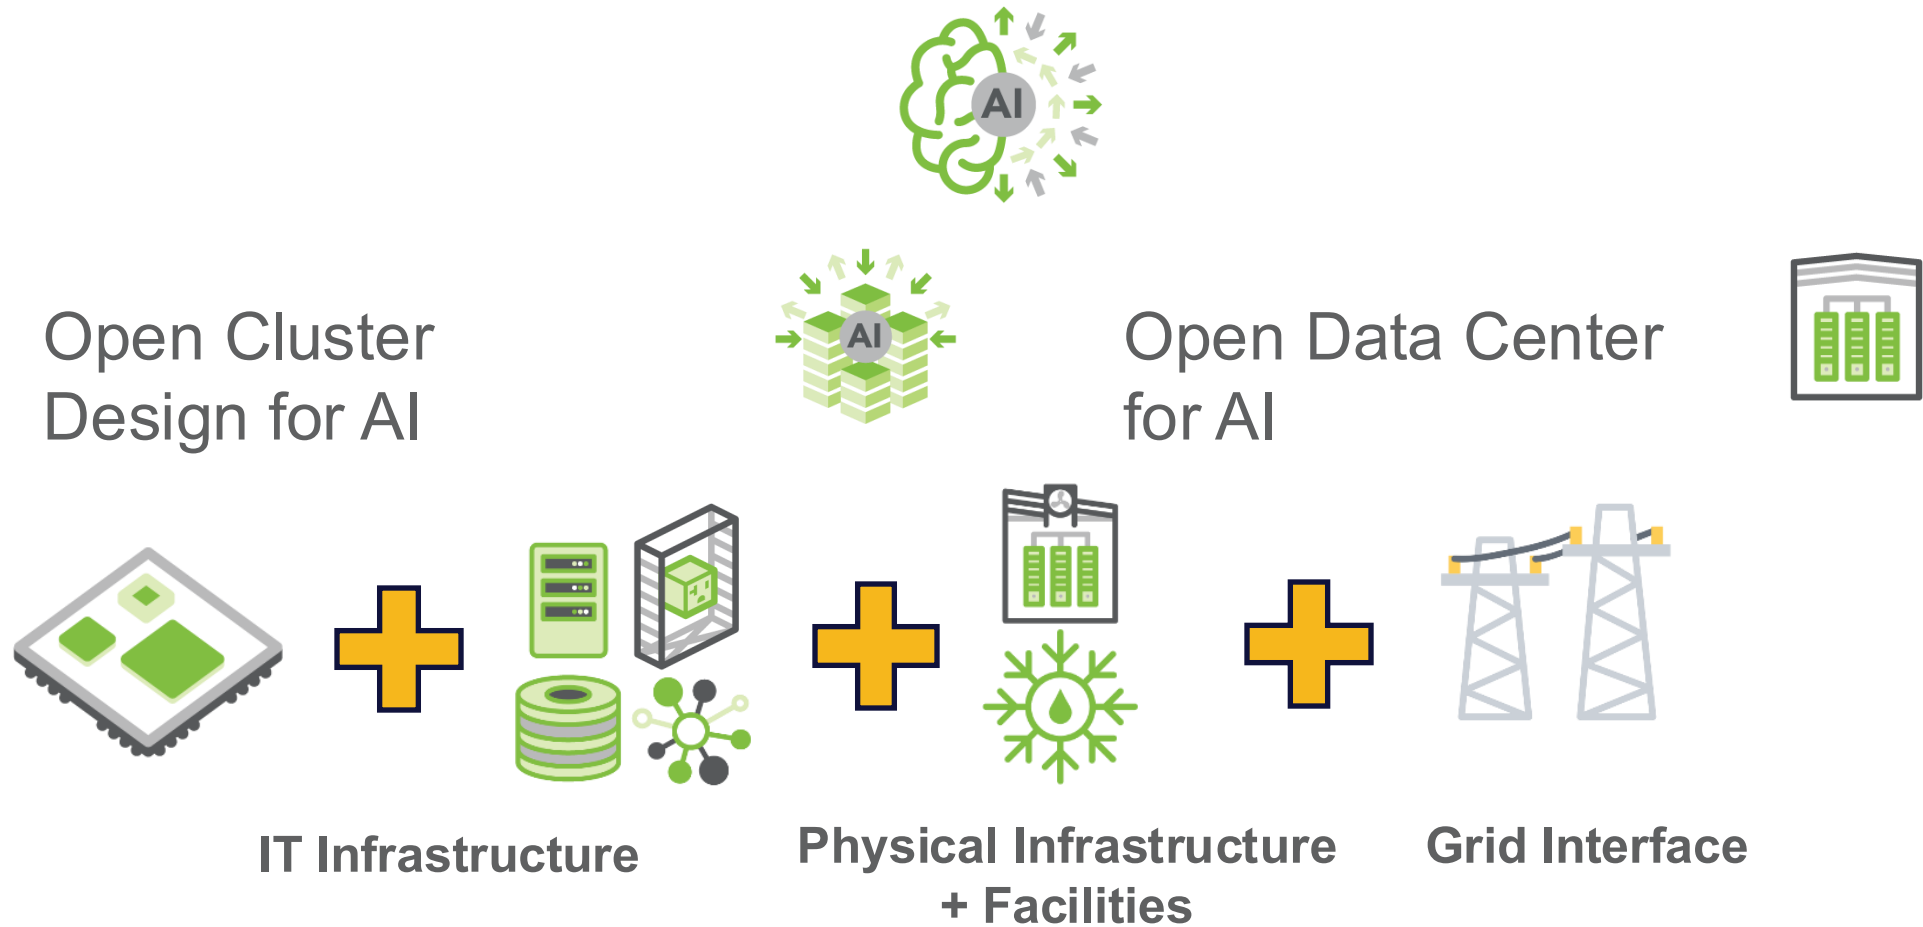 AI
Open Cluster
Design for AI
AI
Open Data Center
for AI
IT Infrastructure
Physical Infrastructure
+ Facilities
Grid Interface